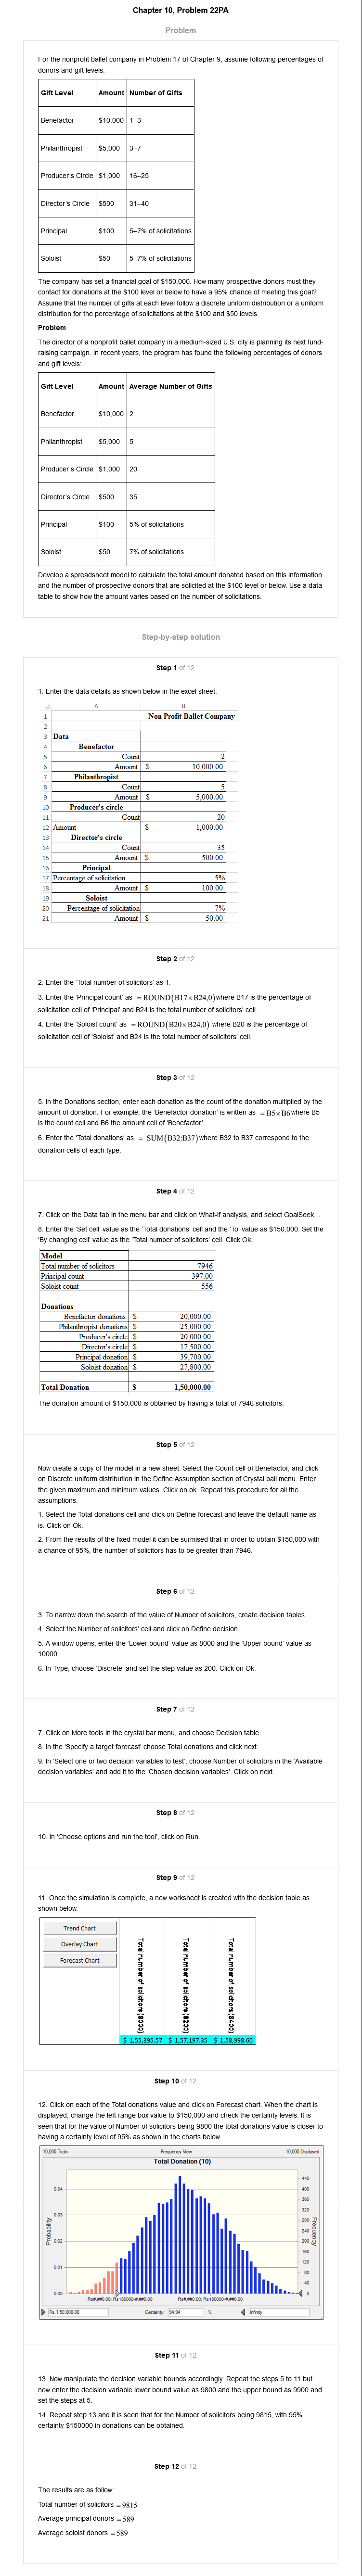 Chapter 10, Problem 22PA
Problem
For the nonprofit ballet company in Problem 17 of Chapter 9, assume following percentages of
donors and gift levels:
Gift Level Amount Number of Gifts
Benefactor $10,000 1–3
Philanthropist $5,000 3–7
Producer's Circle $1,000 16–25
Director's Circle $500 31–40
Principal $100 5–7% of solicitations
Soloist $50 5–7% of solicitations
The company has set a financial goal of $150,000. How many prospective donors must they
contact for donations at the $100 level or below to have a 95% chance of meeting this goal?
Assume that the number of gifts at each level follow a discrete uniform distribution or a uniform
distribution for the percentage of solicitations at the $100 and $50 levels.
Problem
The director of a nonprofit ballet company in a medium-sized U.S. city is planning its next fund-
raising campaign. In recent years, the program has found the following percentages of donors
and gift levels:
Gift Level Amount Average Number of Gifts
Benefactor $10,000 2
Philanthropist $5,000 5
Producer's Circle $1,000 20
Director's Circle $500 35
Principal $100 5% of solicitations
Soloist $50 7% of solicitations
Develop a spreadsheet model to calculate the total amount donated based on this information
and the number of prospective donors that are solicited at the $100 level or below. Use a data
table to show how the amount varies based on the number of solicitations.
Step-by-step solution
Step 1 of 12
1. Enter the data details as shown below in the excel sheet.
A B
1 Non Profit Ballet Company
2
3 Data
4 Benefactor
5 Count 2
6 Amount $ 10,000.00
7 Philanthropist
8 Count 5
9 Amount $ 5,000.00
10 Producer's circle
11 Count 20
12 Amount $ 1,000.00
13 Director's circle
14 Count 35
15 Amount $ 500.00
16 Principal
17 Percentage of solicitation 5%
18 Amount $ 100.00
19 Soloist
20 Percentage of solicitation 7%
21 Amount $ 50.00
Step 2 of 12
2. Enter the 'Total number of solicitors' as 1.
3. Enter the 'Principal count' as = ROUND(B17×B24,0) where B17 is the percentage of
solicitation cell of 'Principal' and B24 is the total number of solicitors' cell.
4. Enter the 'Soloist count' as = ROUND(B20×B24,0) where B20 is the percentage of
solicitation cell of 'Soloist' and B24 is the total number of solicitors' cell.
Step 3 of 12
5. In the Donations section, enter each donation as the count of the donation multiplied by the
amount of donation. For example, the 'Benefactor donation' is written as = B5×B6 where B5
is the count cell and B6 the amount cell of 'Benefactor'.
6. Enter the 'Total donations' as = SUM(B32:B37) where B32 to B37 correspond to the
donation cells of each type.
Step 4 of 12
7. Click on the Data tab in the menu bar and click on What-if analysis, and select GoalSeek...
8. Enter the 'Set cell' value as the 'Total donations' cell and the 'To' value as $150,000. Set the
'By changing cell' value as the 'Total number of solicitors' cell. Click Ok.
Model
Total number of solicitors 7946
Principal count 397.00
Soloist count 556
Donations
Benefactor donations $ 20,000.00
Philanthropist donations $ 25,000.00
Producer's circle $ 20,000.00
Director's circle $ 17,500.00
Principal donation $ 39,700.00
Soloist donation $ 27,800.00
Total Donation $ 1,50,000.00
The donation amount of $150,000 is obtained by having a total of 7946 solicitors.
Step 5 of 12
Now create a copy of the model in a new sheet. Select the Count cell of Benefactor, and click
on Discrete uniform distribution in the Define Assumption section of Crystal ball menu. Enter
the given maximum and minimum values. Click on ok. Repeat this procedure for all the
assumptions.
1. Select the Total donations cell and click on Define forecast and leave the default name as
is. Click on Ok.
2. From the results of the fixed model it can be surmised that in order to obtain $150,000 with
a chance of 95%, the number of solicitors has to be greater than 7946.
Step 6 of 12
3. To narrow down the search of the value of Number of solicitors, create decision tables.
4. Select the Number of solicitors' cell and click on Define decision.
5. A window opens; enter the 'Lower bound' value as 8000 and the 'Upper bound' value as
10000.
6. In Type, choose 'Discrete' and set the step value as 200. Click on Ok.
Step 7 of 12
7. Click on More tools in the crystal bar menu, and choose Decision table.
8. In the 'Specify a target forecast' choose Total donations and click next.
9. In 'Select one or two decision variables to test', choose Number of solicitors in the 'Available
decision variables' and add it to the 'Chosen decision variables'. Click on next.
Step 8 of 12
10. In 'Choose options and run the tool', click on Run.
Step 9 of 12
11. Once the simulation is complete, a new worksheet is created with the decision table as
shown below.
Trend Chart
Overlay Chart
Forecast Chart
Total number of solicitors (8000)
Total number of solicitors (8200)
Total number of solicitors (8400)
$ 1,55,395.57 $ 1,57,197.35 $ 1,58,998.60
Step 10 of 12
12. Click on each of the Total donations value and click on Forecast chart. When the chart is
displayed, change the left range box value to $150,000 and check the certainty levels. It is
seen that for the value of Number of solicitors being 9800 the total donations value is closer to
having a certainty level of 95% as shown in the charts below.
10,000 Trials Frequency View 10,000 Displayed
Total Donation (10)
Probability
0.04
0.03
0.02
0.01
0.00
Frequency
440
400
360
320
280
240
200
160
120
80
40
0
Certainty: 94.94 % Infinity
Step 11 of 12
13. Now manipulate the decision variable bounds accordingly. Repeat the steps 5 to 11 but
now enter the decision variable lower bound value as 9800 and the upper bound as 9900 and
set the steps at 5.
14. Repeat step 13 and it is seen that for the Number of solicitors being 9815, with 95%
certainty $150000 in donations can be obtained.
Step 12 of 12
The results are as follow:
Total number of solicitors = 9815
Average principal donors = 589
Average soloist donors = 589